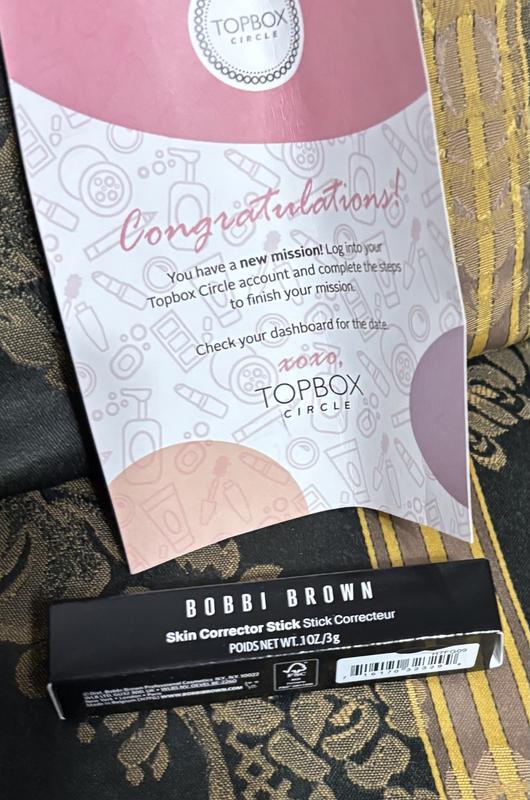 TOPBOX
CIRCLE
Congratulations!
You have a new mission! Log into your
Topbox Circle account and complete the steps
to finish your mission.
Check your dashboard for the date.
xoxo,
TOPBOX
CIRCLE
BOBBI BROWN
Skin Corrector Stick Stick Correcteur
POIDS NET WT. .1 OZ./3g
FSC